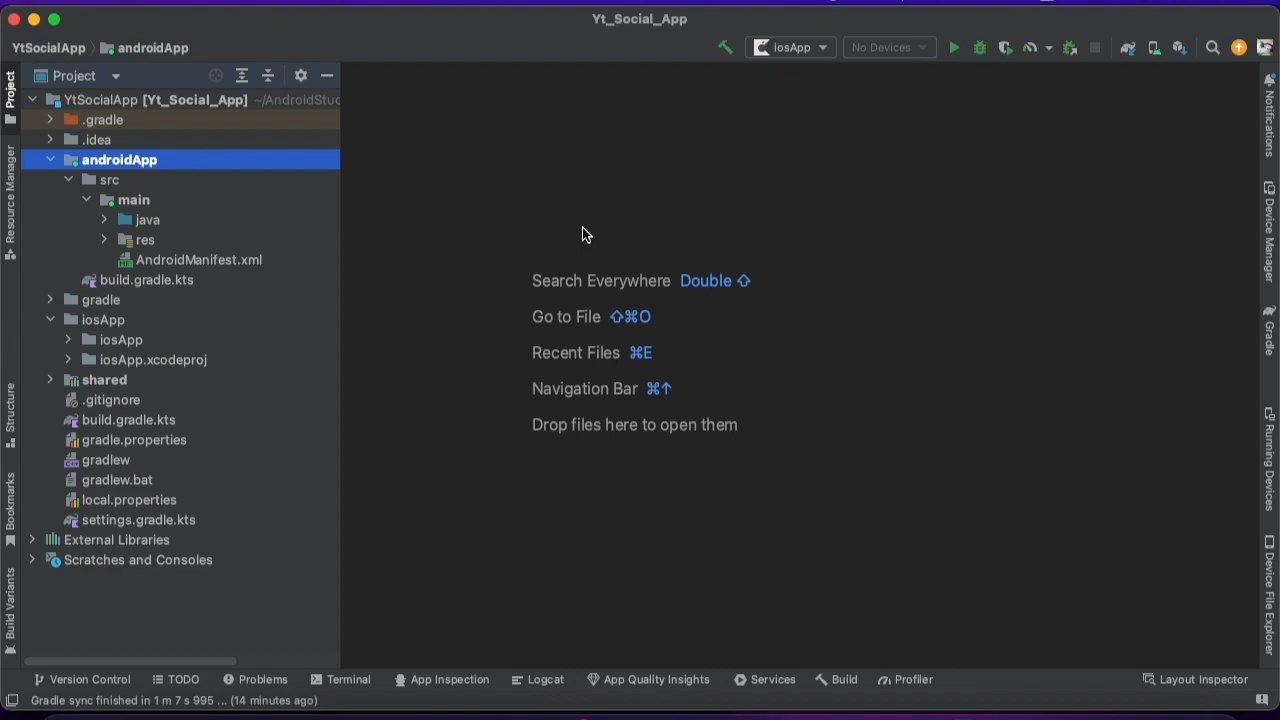 Yt_Social_App
YtSocialApp
androidApp
iosApp
No Devices
Project
YtSocialApp [Yt_Social_App] ~/AndroidStud
.gradle
.idea
androidApp
src
main
java
res
AndroidManifest.xml
build.gradle.kts
gradle
iosApp
iosApp
iosApp.xcodeproj
shared
.gitignore
build.gradle.kts
gradle.properties
gradlew
gradlew.bat
local.properties
settings.gradle.kts
External Libraries
Scratches and Consoles
Project
Resource Manager
Structure
Bookmarks
Build Variants
Search Everywhere Double ⇧
Go to File ⇧⌘O
Recent Files ⌘E
Navigation Bar ⌘↑
Drop files here to open them
Notifications
Device Manager
Gradle
Running Devices
Device File Explorer
Version Control
TODO
Problems
Terminal
App Inspection
Logcat
App Quality Insights
Services
Build
Profiler
Layout Inspector
Gradle sync finished in 1 m 7 s 995 ... (14 minutes ago)